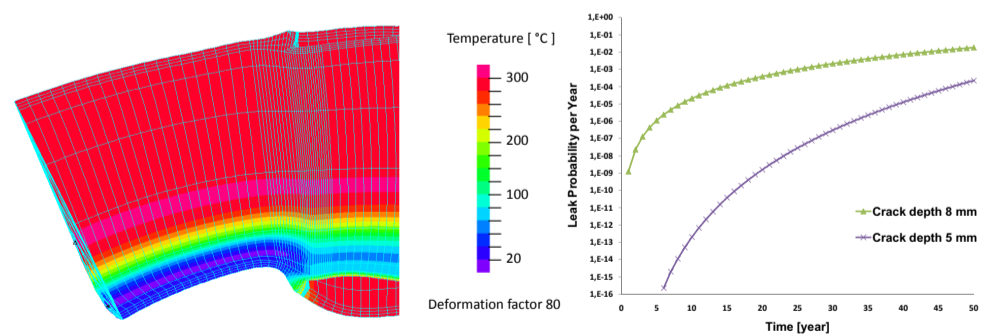 Temperature [ °C ]
300
200
100
20
Deformation factor 80
Leak Probability per Year
1,E+00
1,E-01
1,E-02
1,E-03
1,E-04
1,E-05
1,E-06
1,E-07
1,E-08
1,E-09
1,E-10
1,E-11
1,E-12
1,E-13
1,E-14
1,E-15
1,E-16
Crack depth 8 mm
Crack depth 5 mm
0 5 10 15 20 25 30 35 40 45 50
Time [year]